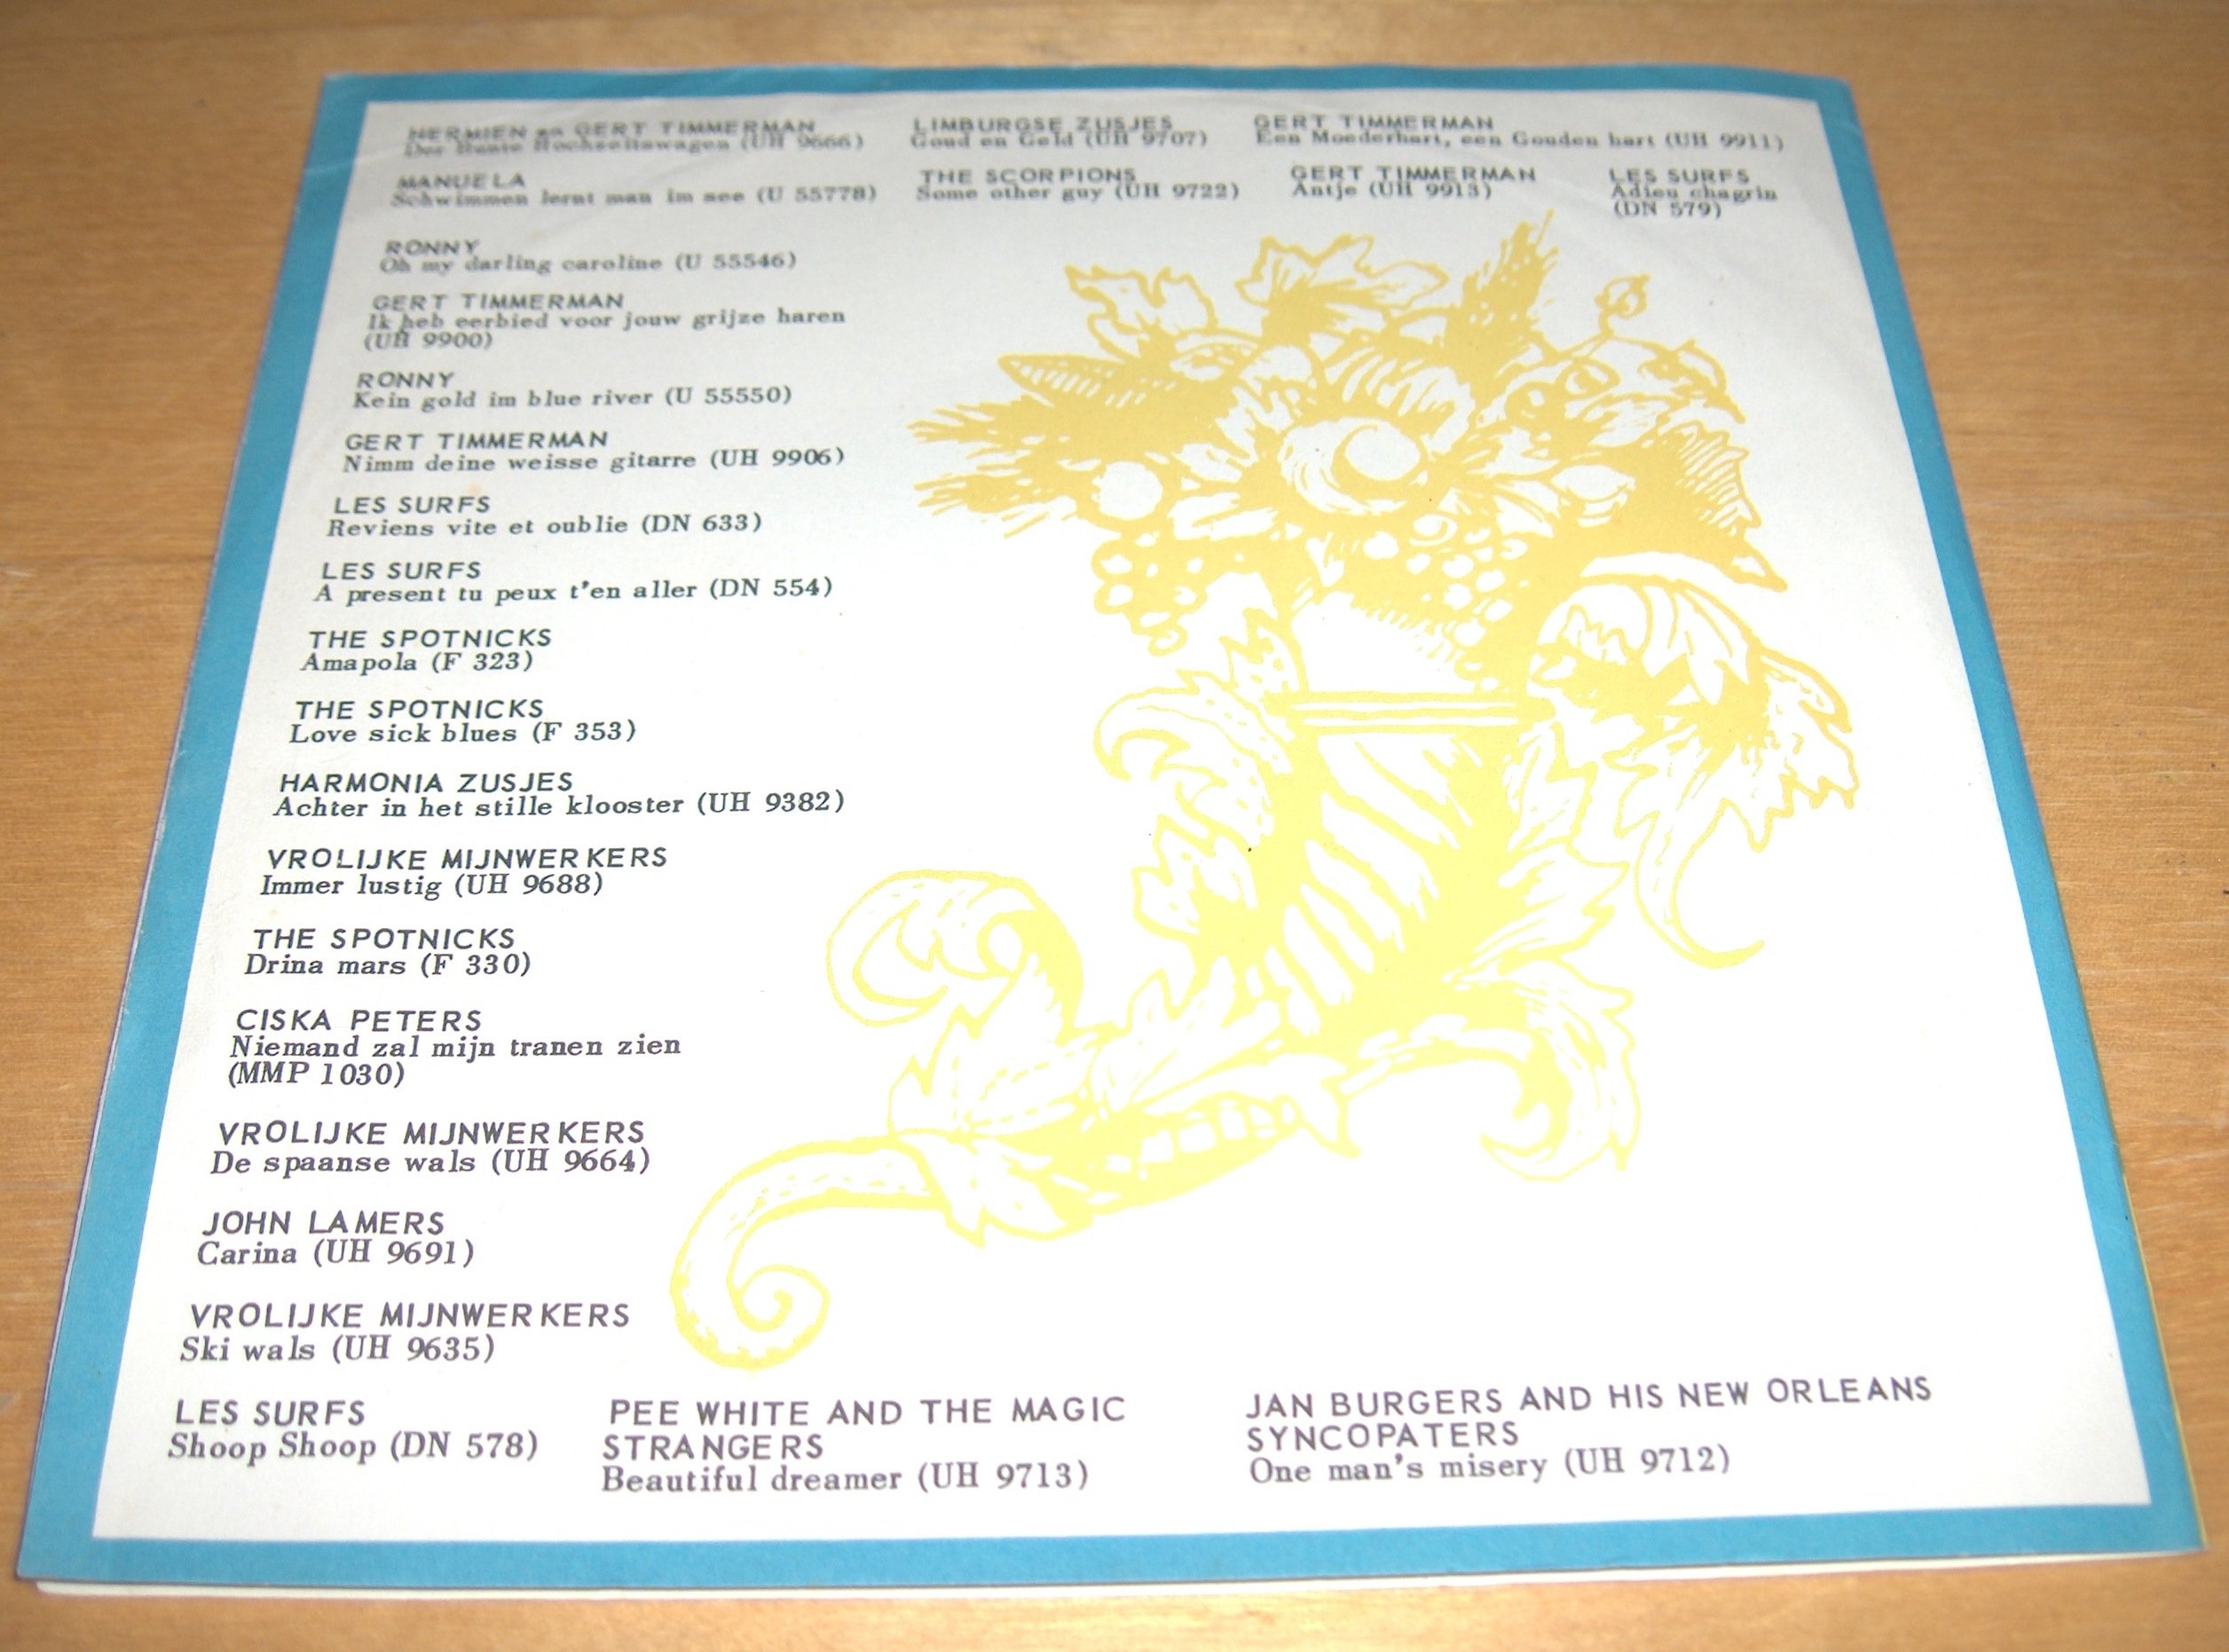 HERMIEN en GERT TIMMERMAN
Der Bunte Hochzeitswagen (UH 9666)
LIMBURGSE ZUSJES
Goud en Geld (UH 9707)
GERT TIMMERMAN
Een Moederhart, een Gouden hart (UH 9911)
MANUELA
Schwimmen lernt man im see (U 55778)
THE SCORPIONS
Some other guy (UH 9722)
GERT TIMMERMAN
Antje (UH 9913)
LES SURFS
Adieu chagrin
(DN 579)
RONNY
Oh my darling caroline (U 55546)
GERT TIMMERMAN
Ik heb eerbied voor jouw grijze haren
(UH 9900)
RONNY
Kein gold im blue river (U 55550)
GERT TIMMERMAN
Nimm deine weisse gitarre (UH 9906)
LES SURFS
Reviens vite et oublie (DN 633)
LES SURFS
A present tu peux t'en aller (DN 554)
THE SPOTNICKS
Amapola (F 323)
THE SPOTNICKS
Love sick blues (F 353)
HARMONIA ZUSJES
Achter in het stille klooster (UH 9382)
VROLIJKE MIJNWERKERS
Immer lustig (UH 9688)
THE SPOTNICKS
Drina mars (F 330)
CISKA PETERS
Niemand zal mijn tranen zien
(MMP 1030)
VROLIJKE MIJNWERKERS
De spaanse wals (UH 9664)
JOHN LAMERS
Carina (UH 9691)
VROLIJKE MIJNWERKERS
Ski wals (UH 9635)
LES SURFS
Shoop Shoop (DN 578)
PEE WHITE AND THE MAGIC
STRANGERS
Beautiful dreamer (UH 9713)
JAN BURGERS AND HIS NEW ORLEANS
SYNCOPATERS
One man's misery (UH 9712)